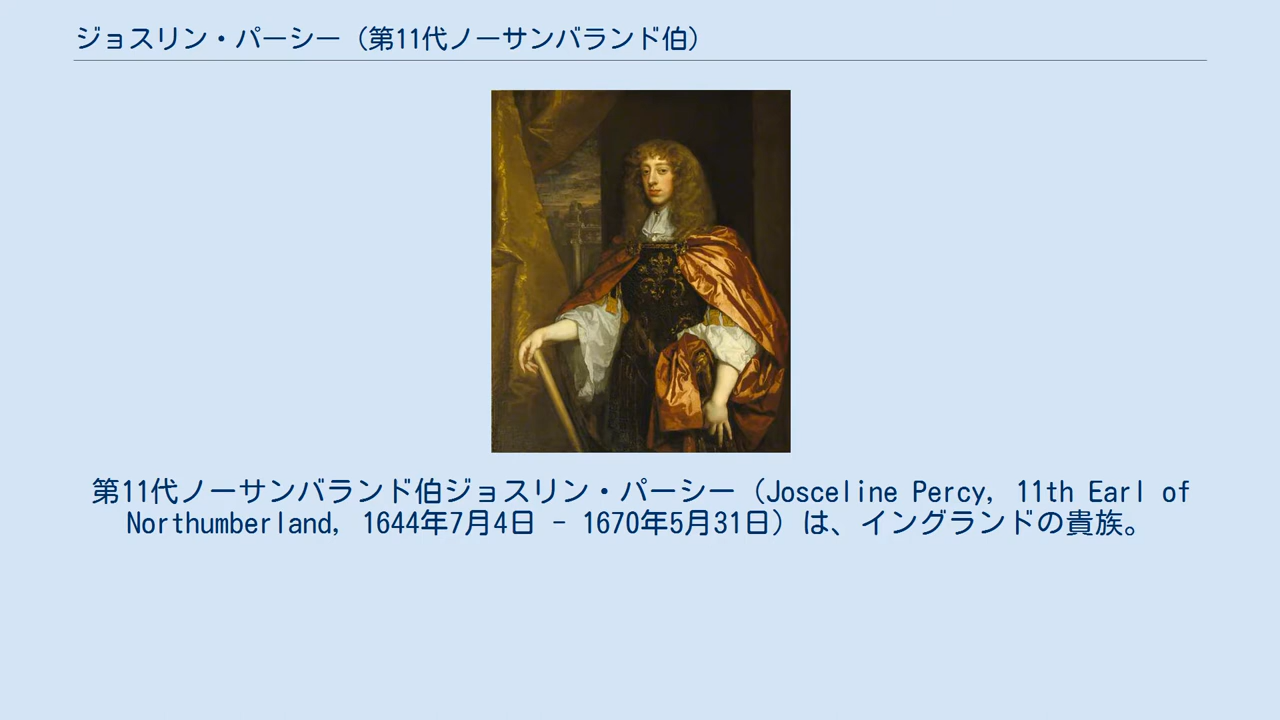 ジョスリン・パーシー（第11代ノーサンバランド伯）
第11代ノーサンバランド伯ジョスリン・パーシー（Josceline Percy, 11th Earl of
Northumberland, 1644年7月4日 - 1670年5月31日）は、イングランドの貴族。